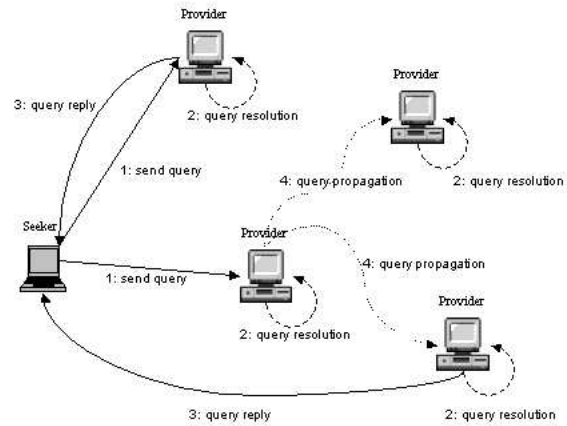 Provider
3: query reply
2: query resolution
Provider
1: send query
4: query propagation
2: query resolution
Seeker
Provider
4: query propagation
1: send query
Provider
2: query resolution
3: query reply
2: query resolution